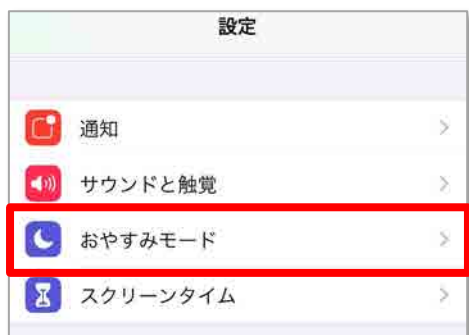 設定
通知
サウンドと触覚
おやすみモード
スクリーンタイム